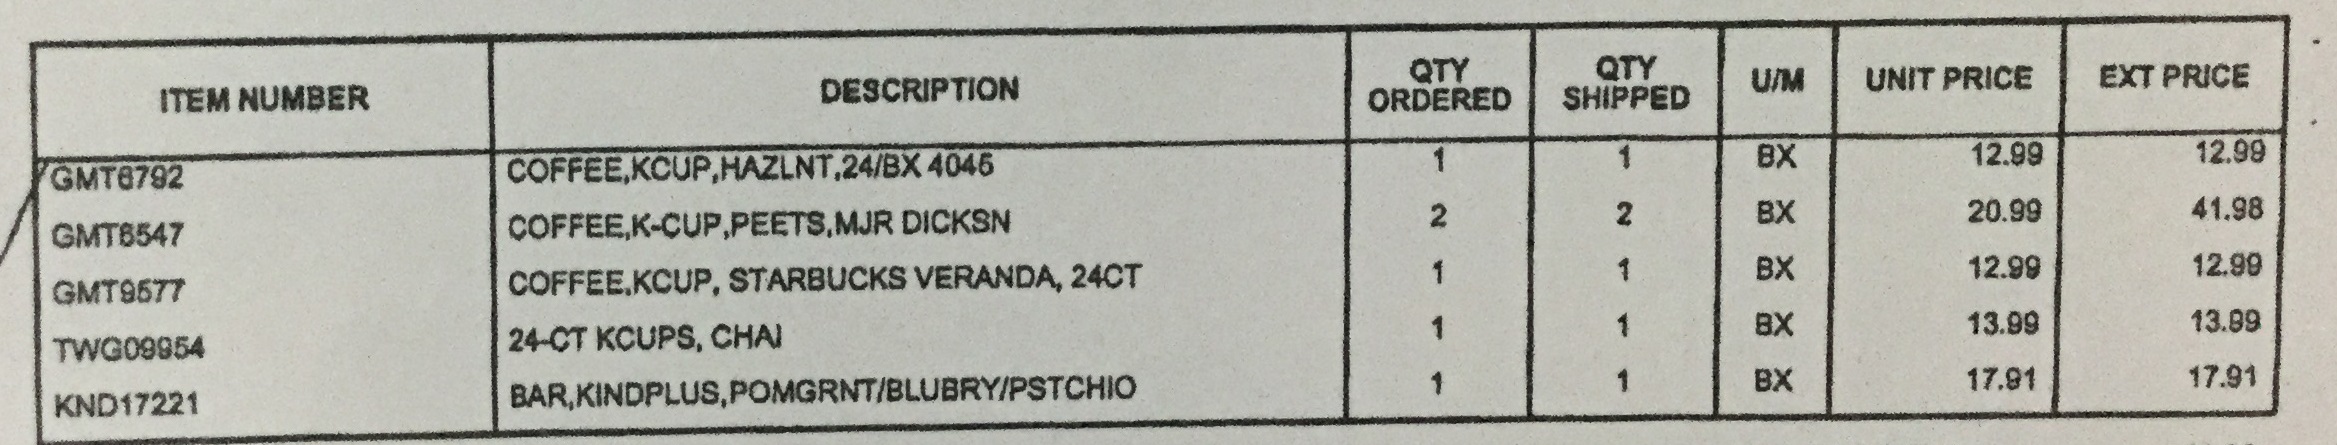 ITEM NUMBER DESCRIPTION QTY ORDERED QTY SHIPPED U/M UNIT PRICE EXT PRICE
GMT6792 COFFEE,KCUP,HAZLNT,24/BX 4045 1 1 BX 12.99 12.99
GMT6547 COFFEE,K-CUP,PEETS,MJR DICKSN 2 2 BX 20.99 41.98
GMT9577 COFFEE,KCUP, STARBUCKS VERANDA, 24CT 1 1 BX 12.99 12.99
TWG09954 24-CT KCUPS, CHAI 1 1 BX 13.99 13.99
KND17221 BAR,KINDPLUS,POMGRNT/BLUBRY/PSTCHIO 1 1 BX 17.91 17.91